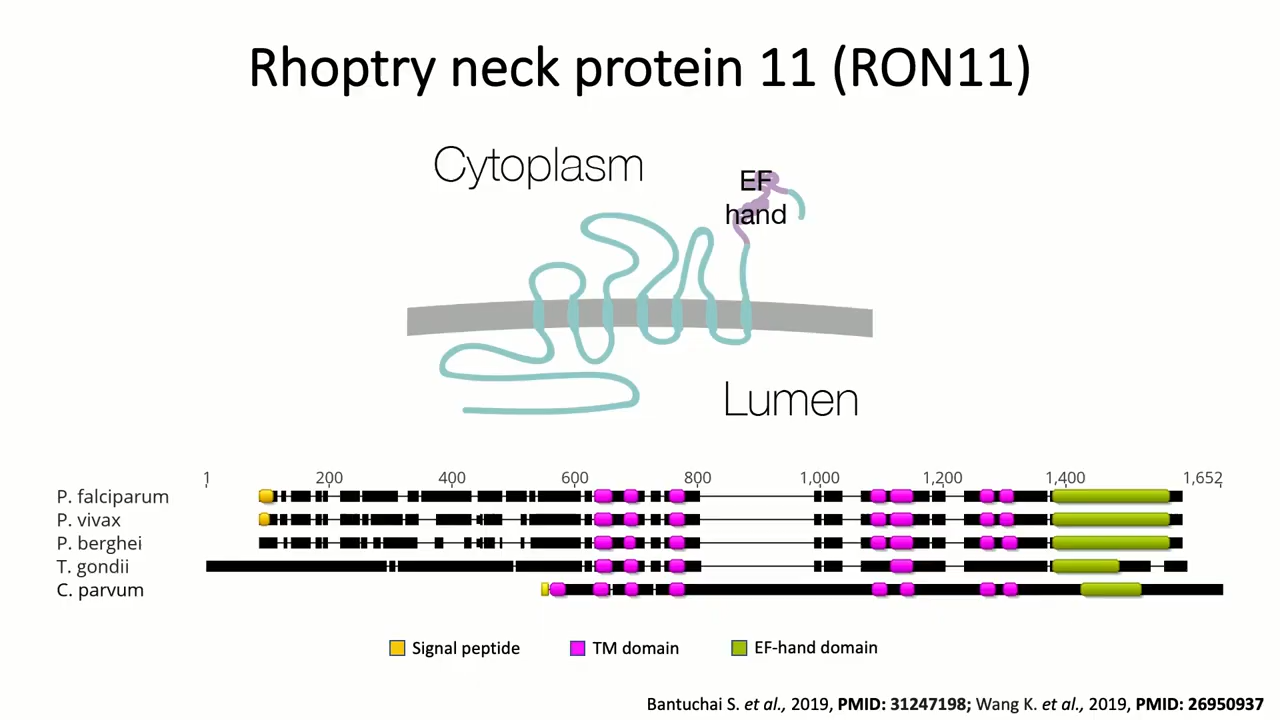 Rhoptry neck protein 11 (RON11)
Cytoplasm
EF
hand
Lumen
1 200 400 600 800 1,000 1,200 1,400 1,652
P. falciparum
P. vivax
P. berghei
T. gondii
C. parvum
Signal peptide TM domain EF-hand domain
Bantuchai S. et al., 2019, PMID: 31247198; Wang K. et al., 2019, PMID: 26950937